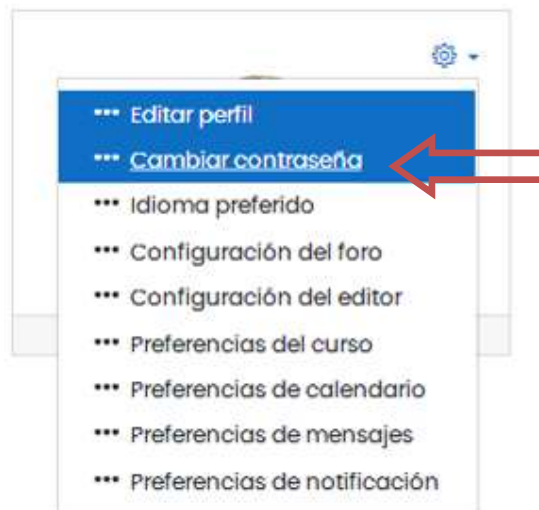 Editar perfil
Cambiar contraseña
Idioma preferido
Configuración del foro
Configuración del editor
Preferencias del curso
Preferencias de calendario
Preferencias de mensajes
Preferencias de notificación